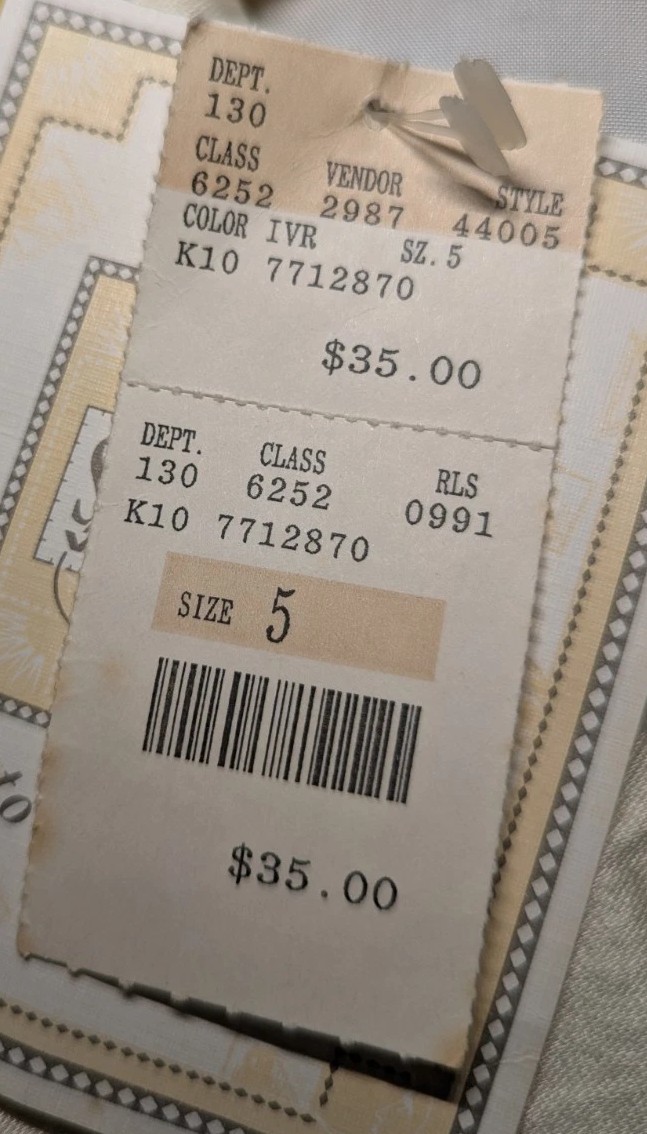 DEPT.
130
CLASS VENDOR STYLE
6252 2987 44005
COLOR IVR SZ. 5
K10 7712870
$35.00
DEPT. CLASS RLS
130 6252 0991
K10 7712870
SIZE 5
$35.00
to